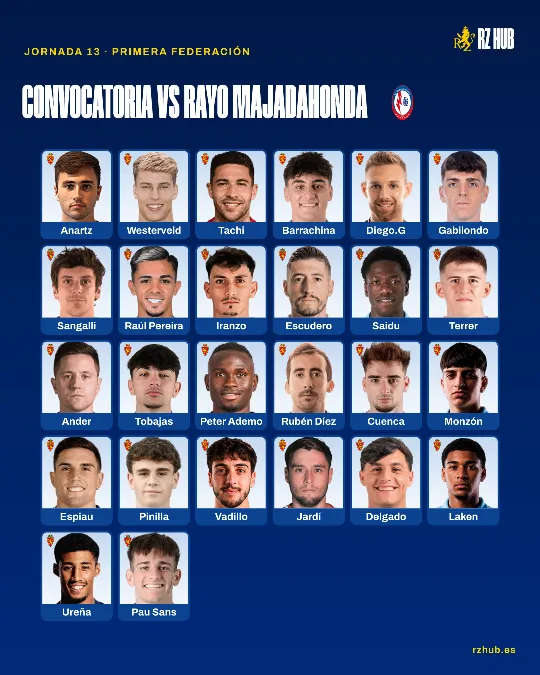 JORNADA 13 · PRIMERA FEDERACIÓN
RZ RZ HUB
CONVOCATORIA VS RAYO MAJADAHONDA
Anartz Westerveld Tachi Barrachina Diego.G Gabilondo
Sangalli Raúl Pereira Iranzo Escudero Saidu Terrer
Ander Tobajas Peter Ademo Rubén Díez Cuenca Monzón
Espiau Pinilla Vadillo Jardí Delgado Laken
Ureña Pau Sans
rzhub.es